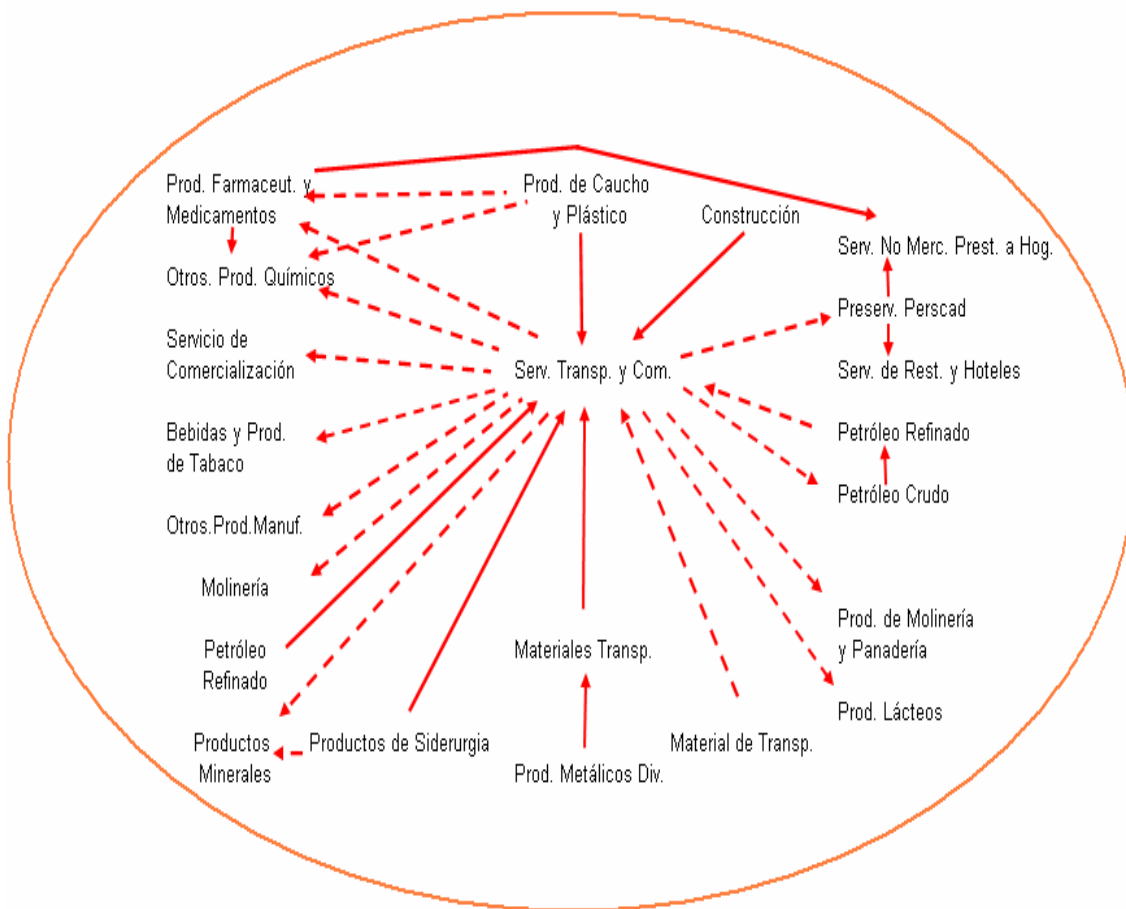 Prod. Farmaceut. y
Medicamentos
Prod. de Caucho
y Plástico
Construcción
Serv. No Merc. Prest. a Hog.
Otros. Prod. Químicos
Preserv. Perscad
Servicio de
Comercialización
Serv. Transp. y Com.
Serv. de Rest. y Hoteles
Bebidas y Prod.
de Tabaco
Petróleo Refinado
Petróleo Crudo
Otros.Prod.Manuf.
Molinería
Prod. de Molinería
y Panadería
Petróleo
Refinado
Materiales Transp.
Prod. Lácteos
Productos
Minerales
Productos de Siderurgia
Prod. Metálicos Div.
Material de Transp.